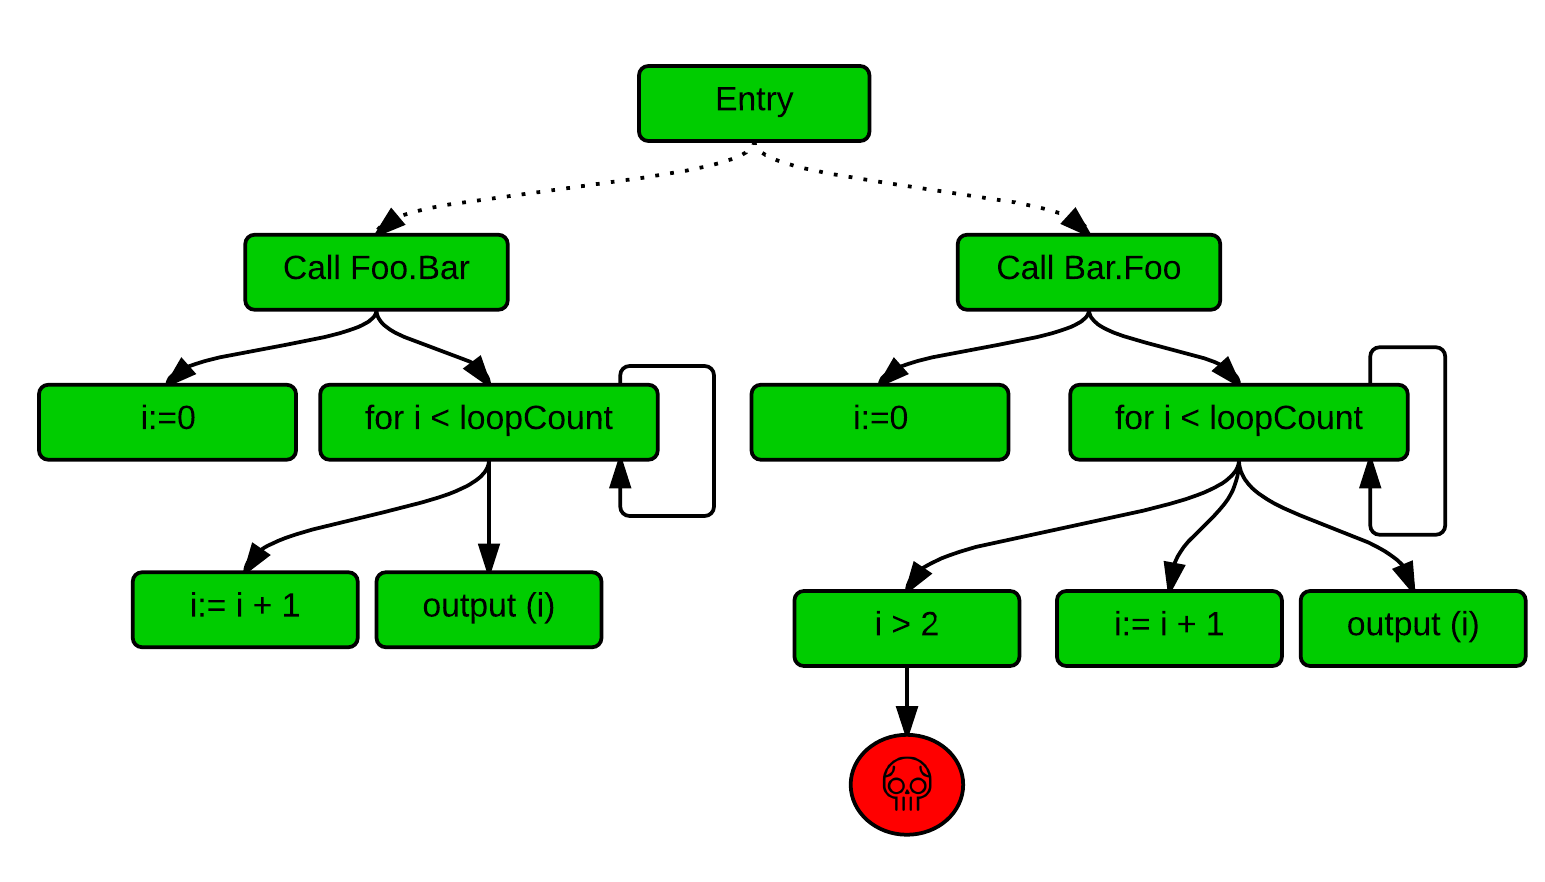 Entry
Call Foo.Bar
Call Bar.Foo
i:=0
for i < loopCount
i:=0
for i < loopCount
i:= i + 1
output (i)
i > 2
i:= i + 1
output (i)